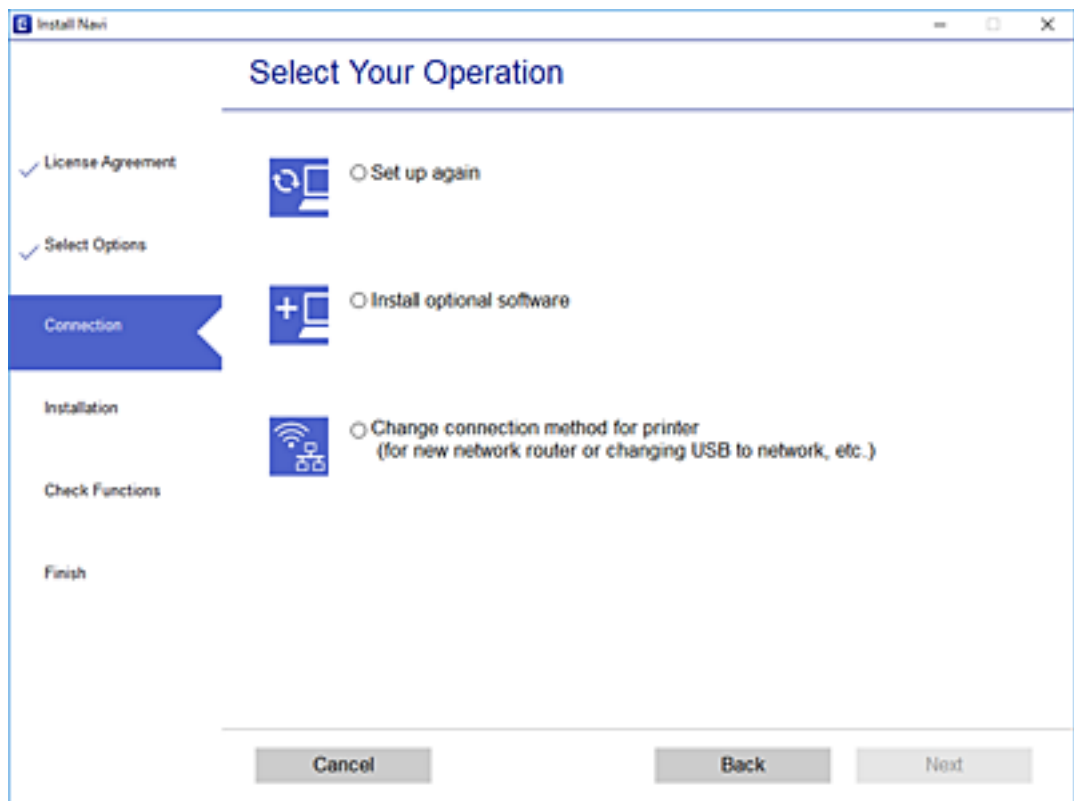 Install Navi
Select Your Operation
License Agreement
Select Options
Connection
Installation
Check Functions
Finish
Set up again
Install optional software
Change connection method for printer
(for new network router or changing USB to network, etc.)
Cancel
Back
Next